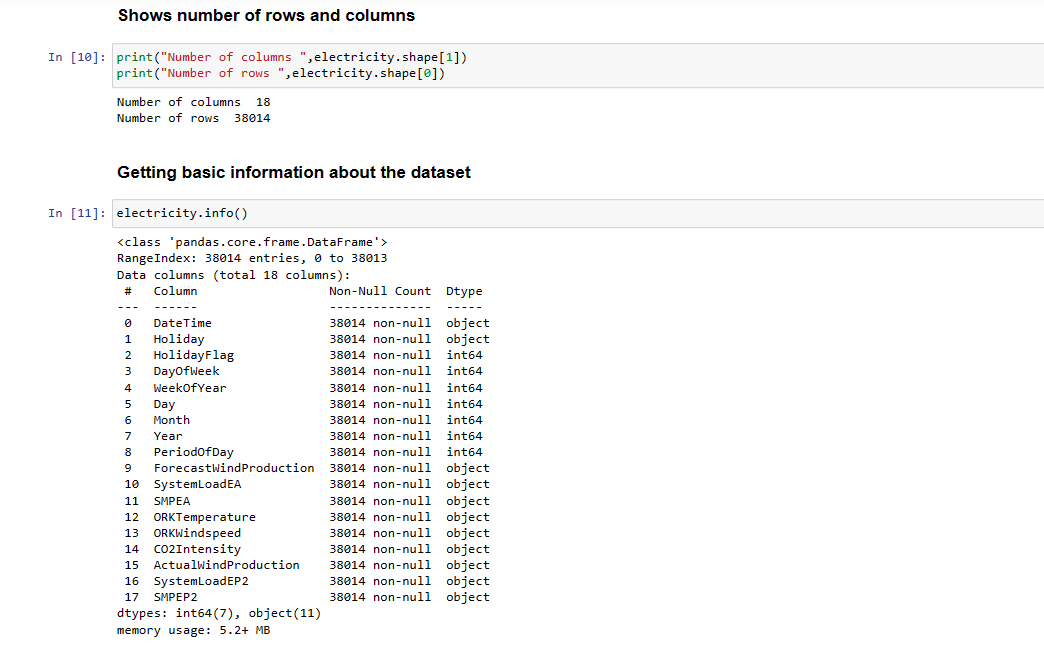 Shows number of rows and columns
In [10]: print("Number of columns ",electricity.shape[1])
print("Number of rows ",electricity.shape[0])
Number of columns  18
Number of rows  38014
Getting basic information about the dataset
In [11]: electricity.info()
<class 'pandas.core.frame.DataFrame'>
RangeIndex: 38014 entries, 0 to 38013
Data columns (total 18 columns):
 #   Column                  Non-Null Count  Dtype
---  ------                  --------------  -----
 0   DateTime                38014 non-null  object
 1   Holiday                 38014 non-null  object
 2   HolidayFlag             38014 non-null  int64
 3   DayOfWeek               38014 non-null  int64
 4   WeekOfYear              38014 non-null  int64
 5   Day                     38014 non-null  int64
 6   Month                   38014 non-null  int64
 7   Year                    38014 non-null  int64
 8   PeriodOfDay             38014 non-null  int64
 9   ForecastWindProduction  38014 non-null  object
 10  SystemLoadEA            38014 non-null  object
 11  SMPEA                   38014 non-null  object
 12  ORKTemperature          38014 non-null  object
 13  ORKWindspeed            38014 non-null  object
 14  CO2Intensity            38014 non-null  object
 15  ActualWindProduction    38014 non-null  object
 16  SystemLoadEP2           38014 non-null  object
 17  SMPEP2                  38014 non-null  object
dtypes: int64(7), object(11)
memory usage: 5.2+ MB